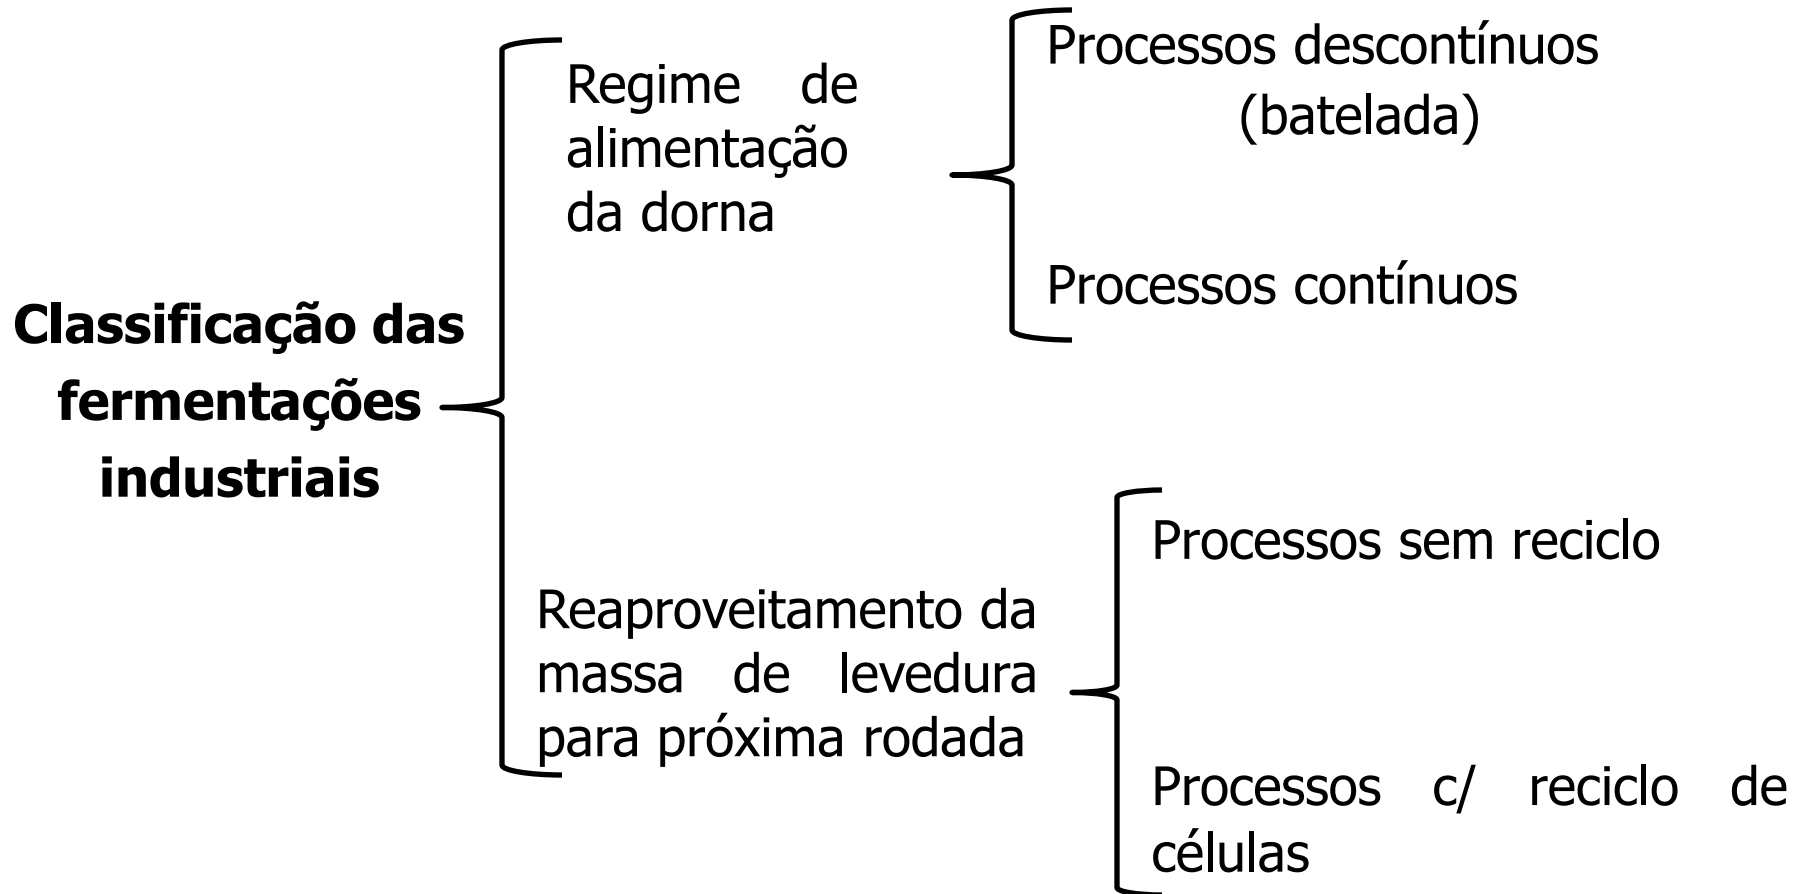 Classificação das
fermentações
industriais
Regime de
alimentação
da dorna
Processos descontínuos
(batelada)
Processos contínuos
Reaproveitamento da
massa de levedura
para próxima rodada
Processos sem reciclo
Processos c/ reciclo de
células